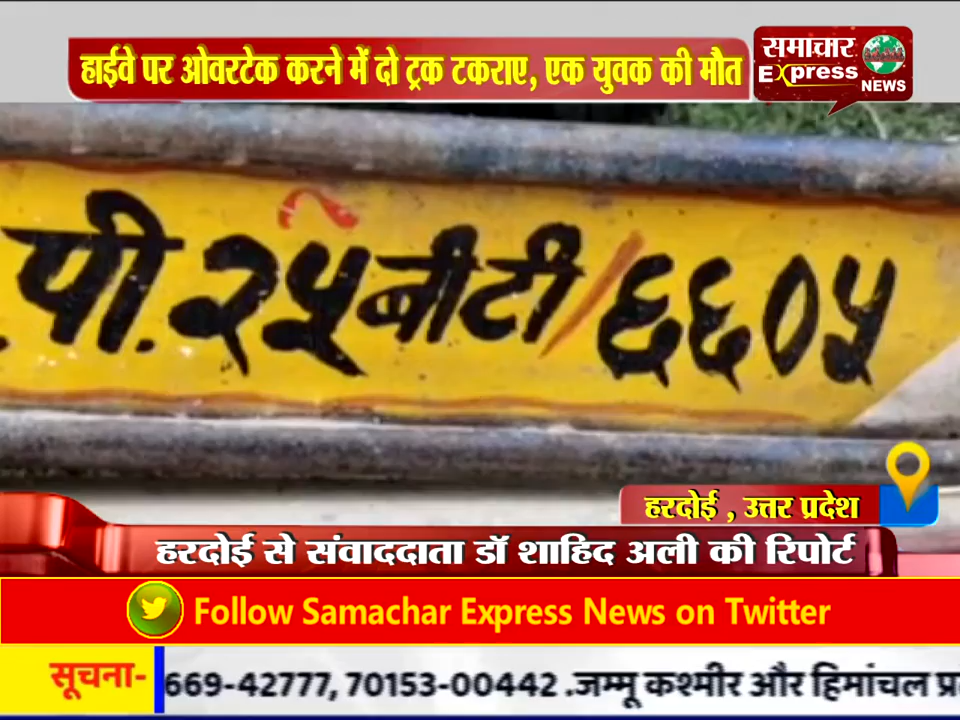 हाईवे पर ओवरटेक करने में दो ट्रक टकराए, एक युवक की मौत
समाचार
Express
NEWS
.पी.२५बीटी/६६०५
हरदोई , उत्तर प्रदेश
हरदोई से संवाददाता डॉ शाहिद अली की रिपोर्ट
Follow Samachar Express News on Twitter
सूचना- 669-42777, 70153-00442 .जम्मू कश्मीर और हिमांचल प्र